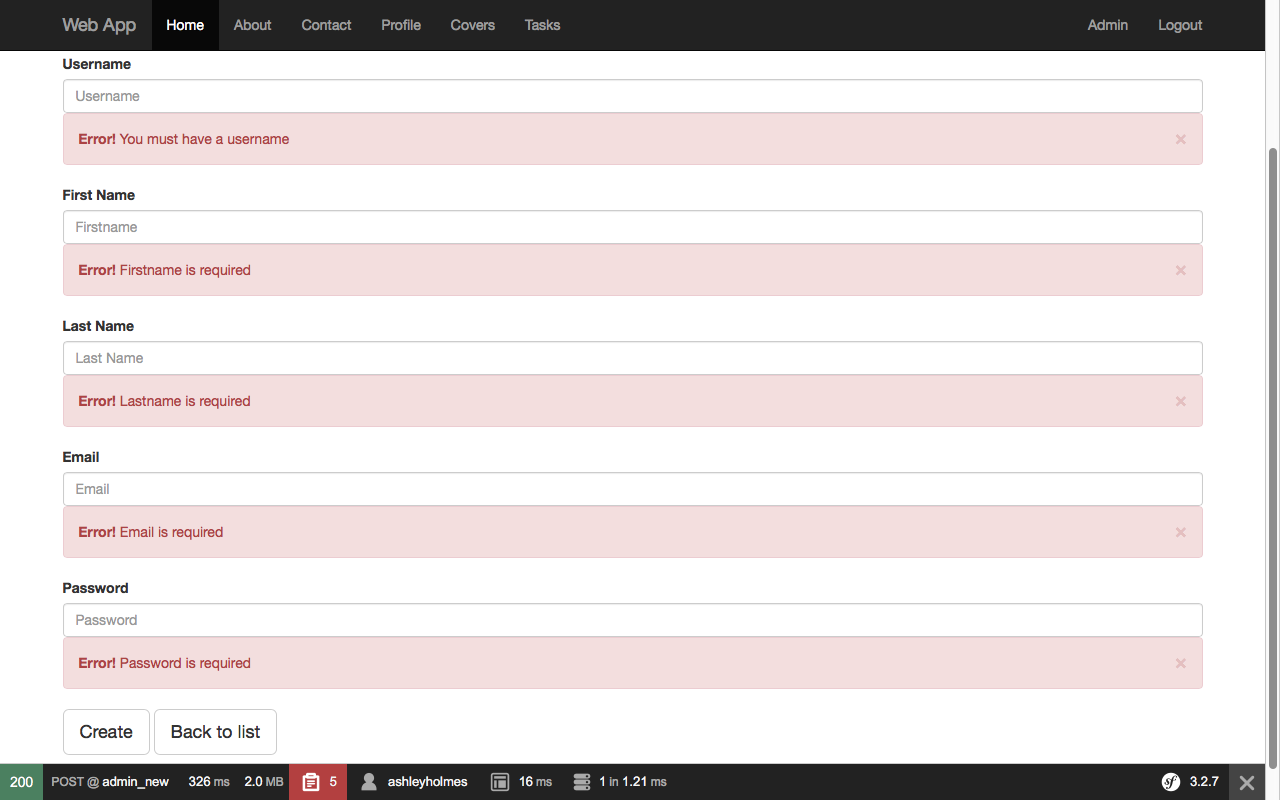 Web App Home About Contact Profile Covers Tasks Admin Logout
Username
Username
Error! You must have a username ×
First Name
Firstname
Error! Firstname is required ×
Last Name
Last Name
Error! Lastname is required ×
Email
Email
Error! Email is required ×
Password
Password
Error! Password is required ×
Create Back to list
200 POST @ admin_new 326 ms 2.0 MB 5 ashleyholmes 16 ms 1 in 1.21 ms sf 3.2.7